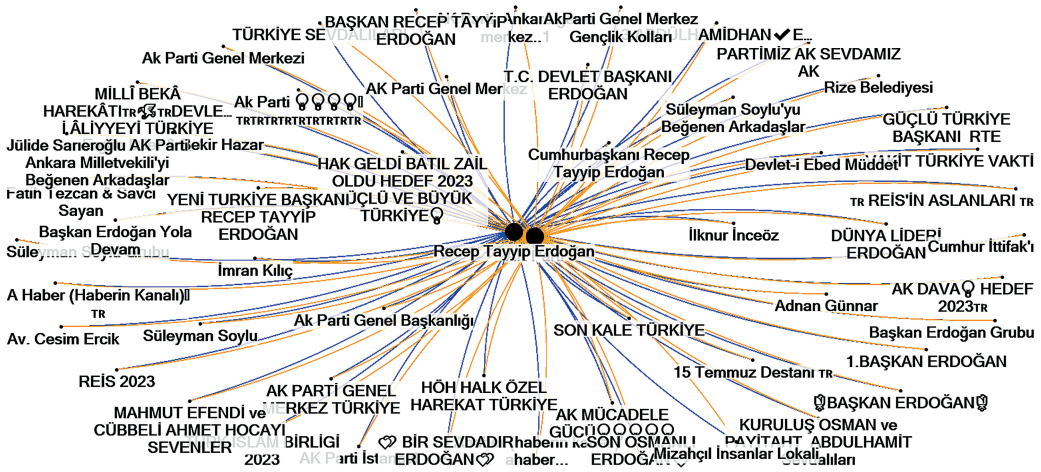 BAŞKAN RECEP TAYYİP
ERDOĞAN
AkParti Genel Merkez
Gençlik Kolları
AMİDHAN ✔ E...
TÜRKİYE
Ak Parti Genel Merkezi
PARTİMİZ AK SEVDAMIZ
AK
Ak Parti Genel Merkez
T.C. DEVLET BAŞKANI
ERDOĞAN
Rize Belediyesi
MİLLÎ BEKÂ
HAREKÂTI
Ak Parti
Süleyman Soylu'yu
Beğenen Arkadaşlar
GÜÇLÜ TÜRKİYE
BAŞKANI RTE
Jülide Sarıeroğlu AK Parti
Ankara Milletvekili'yi
Beğenen Arkadaşlar
HAK GELDİ BATIL ZAİL
OLDU HEDEF 2023
Cumhurbaşkanı Recep
Tayyip Erdoğan
Devlet-i Ebed Müddet
TÜRKİYE VAKTİ
Fatih Tezcan & Savcı
Sayan
YENİ TÜRKİYE BAŞKANI
RECEP TAYYİP
ERDOĞAN
VE BÜYÜK
TÜRKİYE
TR REİS'İN ASLANLARI TR
Başkan Erdoğan Yola
Devam
İlknur İnceöz
DÜNYA LİDERİ
ERDOĞAN
Cumhur İttifak'ı
Recep Tayyip Erdoğan
İmran Kılıç
A Haber (Haberin Kanalı)
TR
AK DAVA HEDEF
2023TR
Adnan Günnar
Av. Cesim Ercik
Süleyman Soylu
Ak Parti Genel Başkanlığı
SON KALE TÜRKİYE
Başkan Erdoğan Grubu
1.BAŞKAN ERDOĞAN
REİS 2023
15 Temmuz Destanı TR
AK PARTİ GENEL
MERKEZ TÜRKİYE
HÖH HALK ÖZEL
HAREKAT TÜRKİYE
BAŞKAN ERDOĞAN
MAHMUT EFENDİ ve
CÜBBELİ AHMET HOCAYI
SEVENLER
AK MÜCADELE
GÜCÜ
KURULUŞ OSMAN ve
PAYİTAHT ABDULHAMİT
BİRLİĞİ
2023
BİR SEVDADIR
ERDOĞAN
SON OSMANLI
Mizahçıl İnsanlar Lokali